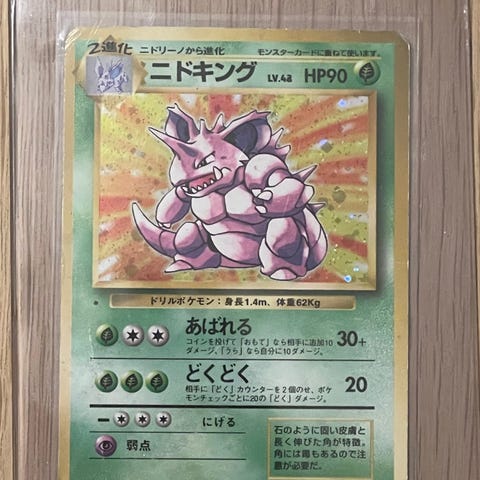 2進化 ニドリーノから進化 モンスターカードに重ねて使います。
ニドキング LV.48 HP90
ドリルポケモン：身長1.4m、体重62Kg
あばれる 30+
コインを投げて「おもて」なら相手に追加10
ダメージ、「うら」なら自分に10ダメージ。
どくどく 20
相手に「どく」カウンターを２個のせ、ポケ
モンチェックごとに20の「どく」ダメージ。
にげる
弱点
石のように固い皮膚と
長く伸びた角が特徴。
角には毒もあるので注
意が必要だ。